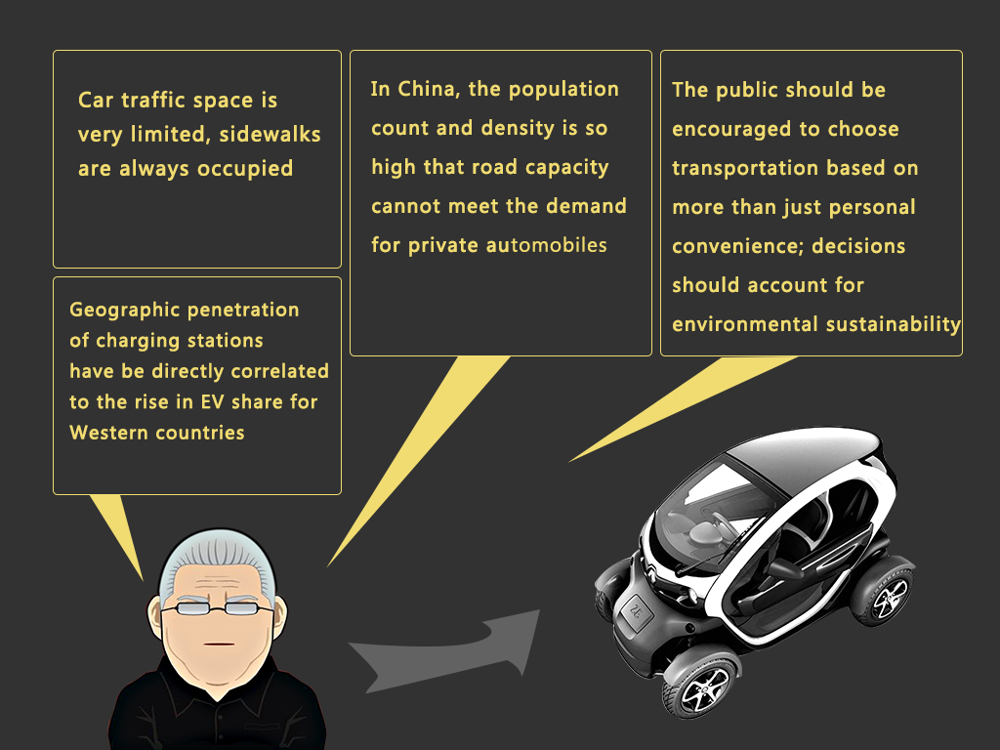 Car traffic space is
very limited, sidewalks
are always occupied
Geographic penetration
of charging stations
have be directly correlated
to the rise in EV share for
Western countries
In China, the population
count and density is so
high that road capacity
cannot meet the demand
for private automobiles
The public should be
encouraged to choose
transportation based on
more than just personal
convenience; decisions
should account for
environmental sustainability